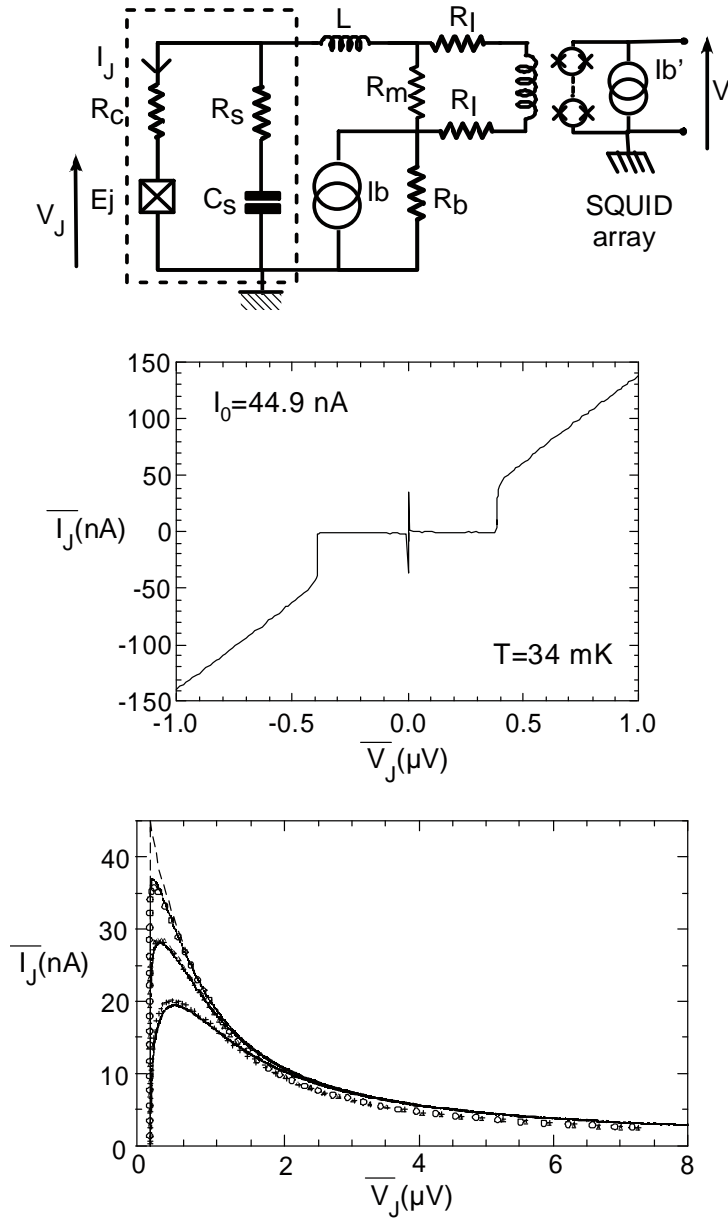 L
R_l
I_J
R_m
Ib'
V
R_c
R_s
R_l
Ej
C_s
Ib
R_b
V_J
SQUID
array
150
I_0=44.9 nA
100
50
I_J(nA)
0
-50
-100
T=34 mK
-150
-1.0 -0.5 0.0 0.5 1.0
V_J(µV)
40
30
I_J(nA)
20
10
0
0 2 4 6 8
V_J(µV)